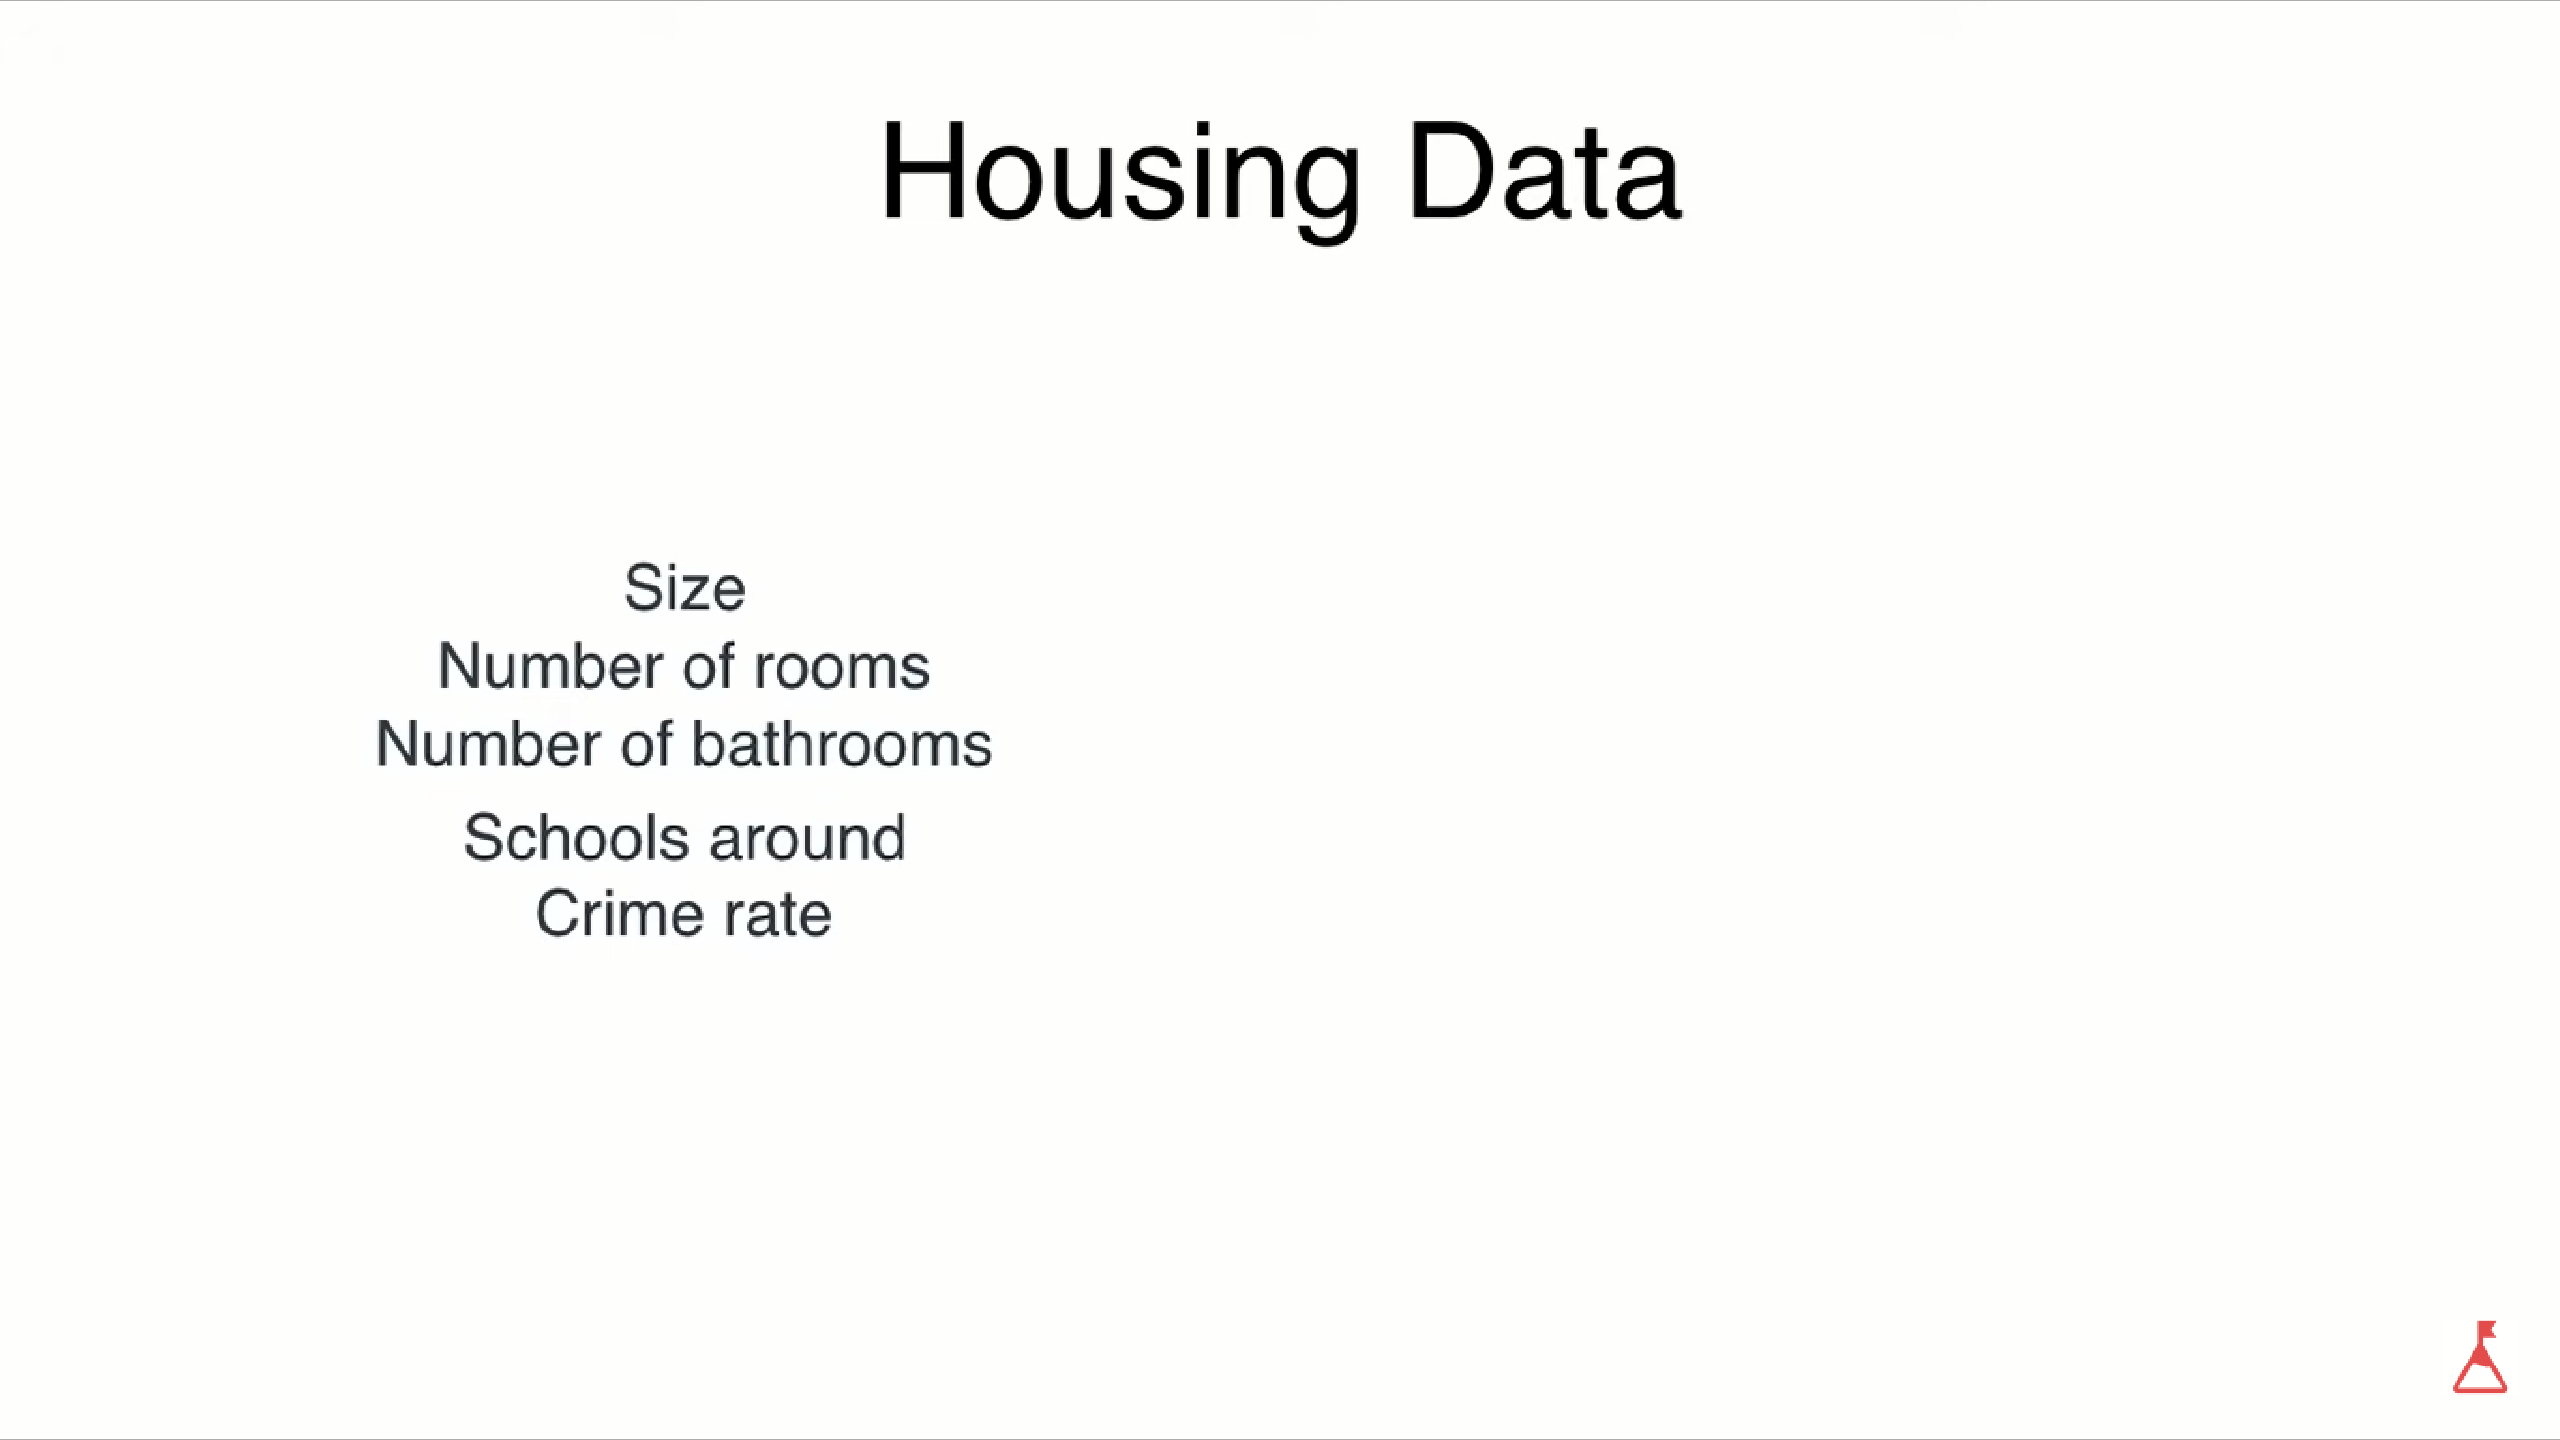 Housing Data
Size
Number of rooms
Number of bathrooms
Schools around
Crime rate